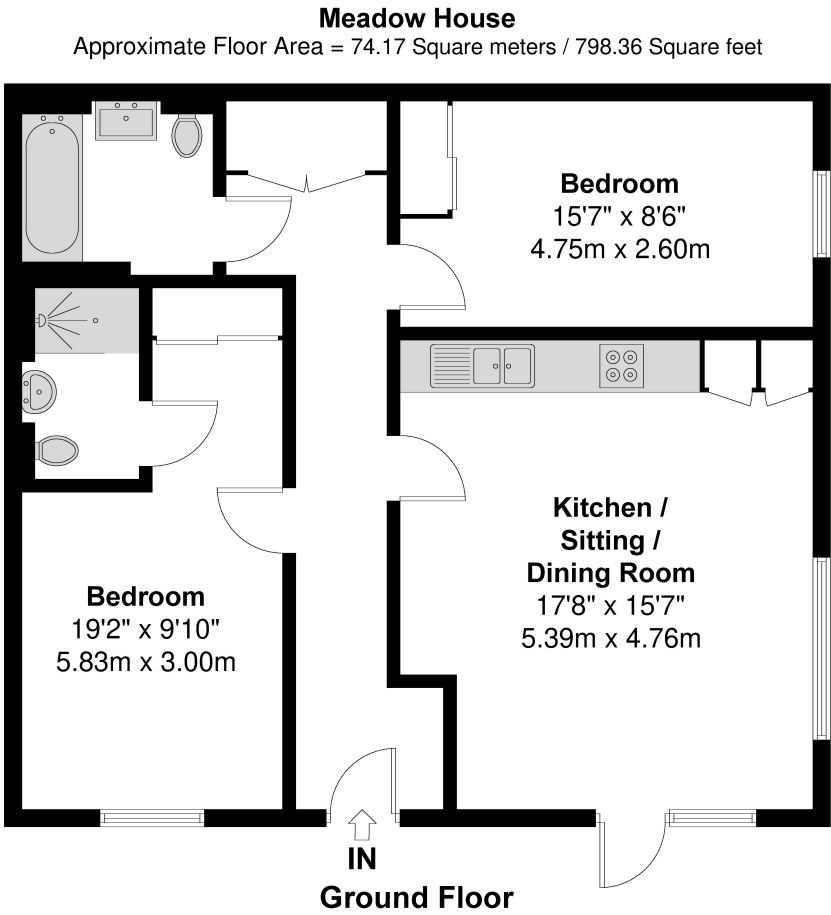 Meadow House
Approximate Floor Area = 74.17 Square meters / 798.36 Square feet
Bedroom
15'7" x 8'6"
4.75m x 2.60m
Kitchen /
Sitting /
Dining Room
17'8" x 15'7"
5.39m x 4.76m
Bedroom
19'2" x 9'10"
5.83m x 3.00m
IN
Ground Floor